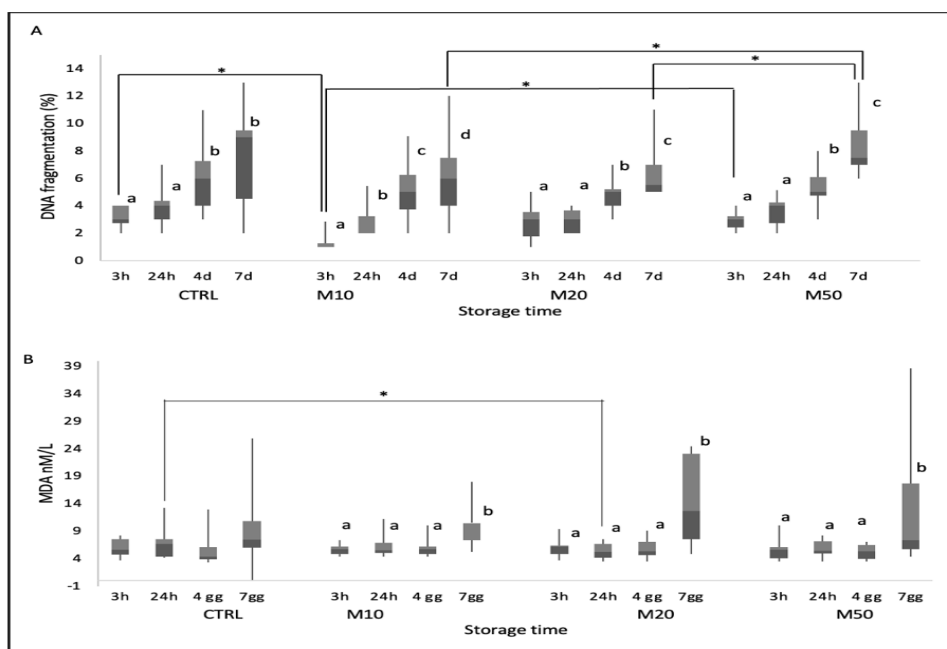 A
DNA fragmentation (%)
14
12
10
8
6
4
2
0
* * * *
a a b b
a b c d
a a b c
a a b c
3h 24h 4d 7d 3h 24h 4d 7d 3h 24h 4d 7d 3h 24h 4d 7d
CTRL M10 M20 M50
Storage time
B
MDA nM/L
39
34
29
24
19
14
9
4
-1
*
a a a b
a a a b
a a a b
3h 24h 4 gg 7gg 3h 24h 4 gg 7gg 3h 24h 4 gg 7gg 3h 24h 4 gg 7gg
CTRL M10 M20 M50
Storage time